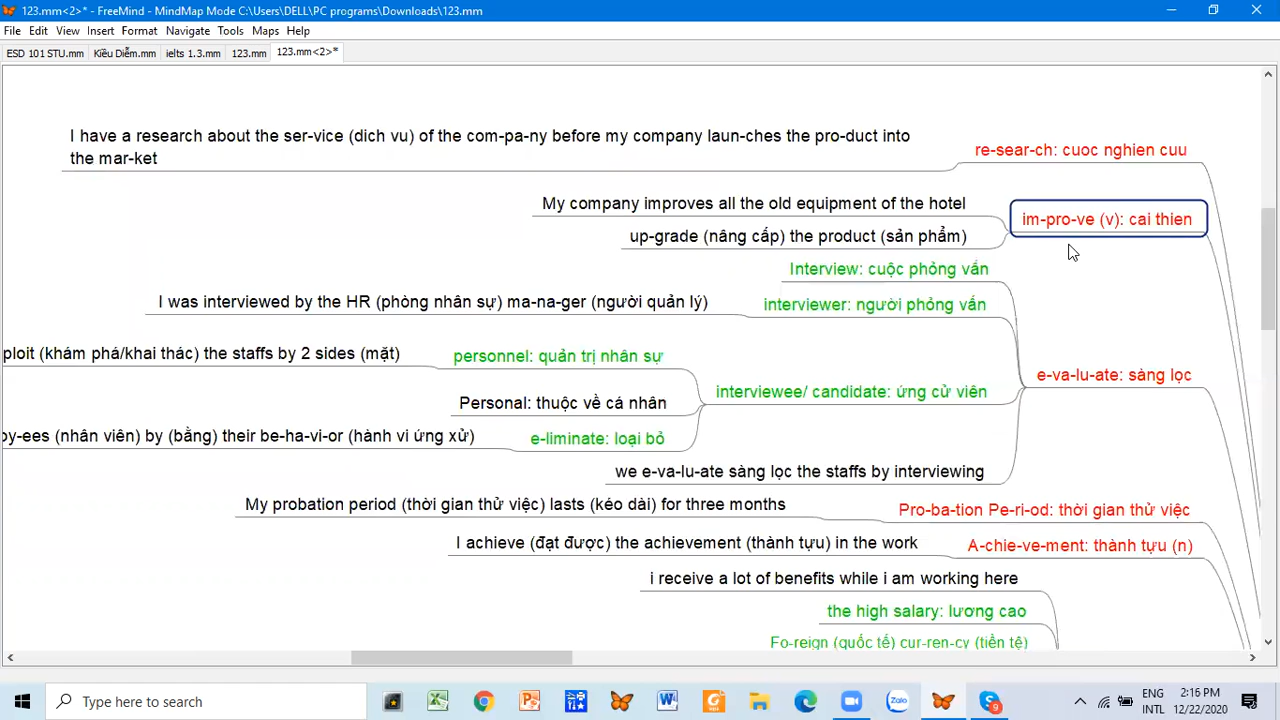 123.mm<2>* - FreeMind - MindMap Mode C:\Users\DELL\PC programs\Downloads\123.mm
File Edit View Insert Format Navigate Tools Maps Help
ESD 101 STU.mm Kiều Diễm.mm ielts 1.3.mm 123.mm 123.mm<2>*
I have a research about the ser-vice (dich vu) of the com-pa-ny before my company laun-ches the pro-duct into
the mar-ket
re-sear-ch: cuoc nghien cuu
My company improves all the old equipment of the hotel
im-pro-ve (v): cai thien
up-grade (nâng cấp) the product (sản phẩm)
Interview: cuộc phỏng vấn
I was interviewed by the HR (phòng nhân sự) ma-na-ger (người quản lý)
interviewer: người phỏng vấn
ploit (khám phá/khai thác) the staffs by 2 sides (mặt)
personnel: quản trị nhân sự
e-va-lu-ate: sàng lọc
interviewee/ candidate: ứng cử viên
Personal: thuộc về cá nhân
by-ees (nhân viên) by (bằng) their be-ha-vi-or (hành vi ứng xử)
e-liminate: loại bỏ
we e-va-lu-ate sàng lọc the staffs by interviewing
My probation period (thời gian thử việc) lasts (kéo dài) for three months
Pro-ba-tion Pe-ri-od: thời gian thử việc
I achieve (đạt được) the achievement (thành tựu) in the work
A-chie-ve-ment: thành tựu (n)
i receive a lot of benefits while i am working here
the high salary: lương cao
Fo-reign (quốc tế) cur-ren-cy (tiền tệ)
Type here to search
ENG
INTL
2:16 PM
12/22/2020
Zalo
9